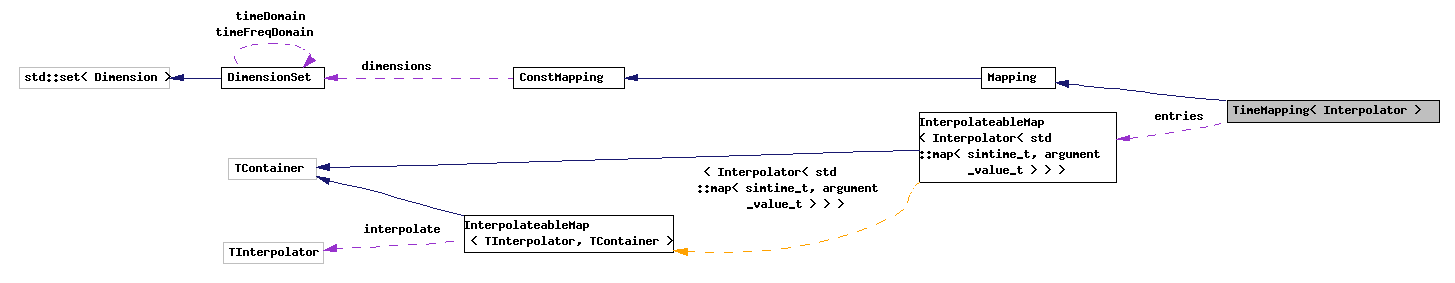 timeDomain
timeFreqDomain
dimensions
std::set< Dimension >
DimensionSet
ConstMapping
Mapping
TimeMapping< Interpolator >
entries
InterpolateableMap
< Interpolator< std
::map< simtime_t, argument
_value_t > > >
TContainer
< Interpolator< std
::map< simtime_t, argument
_value_t > > >
InterpolateableMap
< TInterpolator, TContainer >
interpolate
TInterpolator